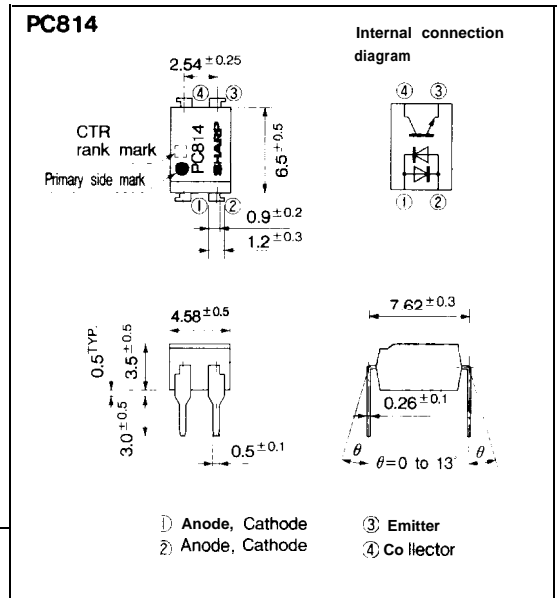 PC814
Internal connection
diagram
2.54 ± 0.25
④ ③
④ ③
CTR
rank mark
Primary side mark
PC814
SHARP
6.5 ± 0.5
① ②
① ②
0.9 ± 0.2
1.2 ± 0.3
4.58 ± 0.5
7.62 ± 0.3
0.5 TYP.
3.5 ± 0.5
3.0 ± 0.5
0.26 ± 0.1
0.5 ± 0.1
θ
θ=0 to 13°
θ
① Anode, Cathode
③ Emitter
② Anode, Cathode
④ Collector